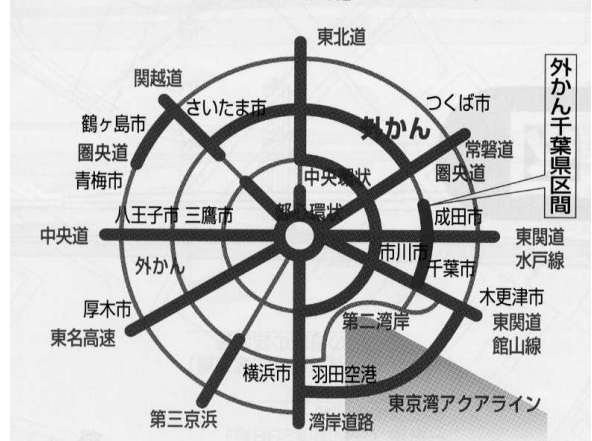 東北道
関越道
さいたま市
つくば市
外かん
鶴ヶ島市
圏央道
青梅市
常磐道
圏央道
外かん千葉県区間
中央環状
都心環状
八王子市
三鷹市
成田市
中央道
東関道
水戸線
市川市
千葉市
外かん
木更津市
厚木市
東名高速
第二湾岸
東関道
館山線
横浜市
羽田空港
東京湾アクアライン
第三京浜
湾岸道路